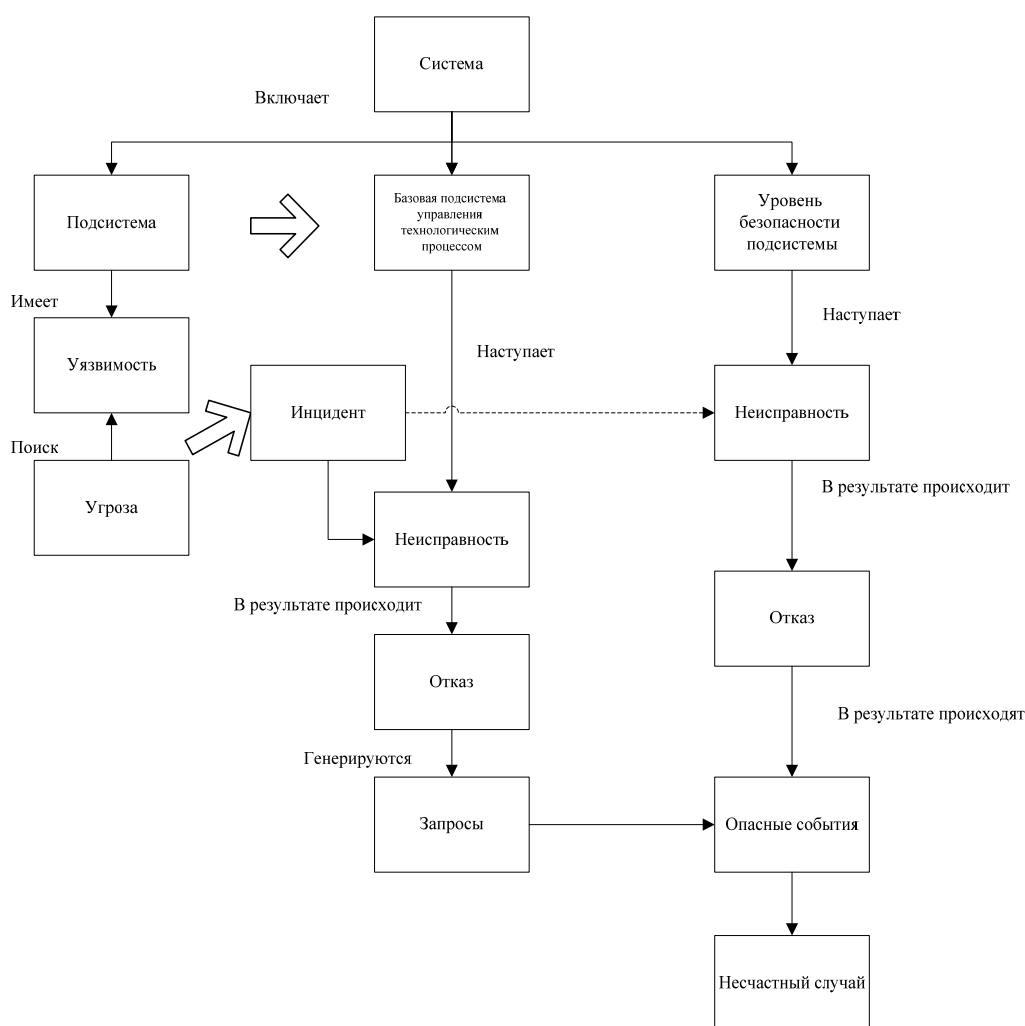 Система
Включает
Подсистема
Базовая подсистема
управления
технологическим
процессом
Уровень
безопасности
подсистемы
Имеет
Наступает
Уязвимость
Наступает
Инцидент
Неисправность
Поиск
В результате происходит
Угроза
Неисправность
В результате происходит
Отказ
Отказ
В результате происходят
Генерируются
Запросы
Опасные события
Несчастный случай